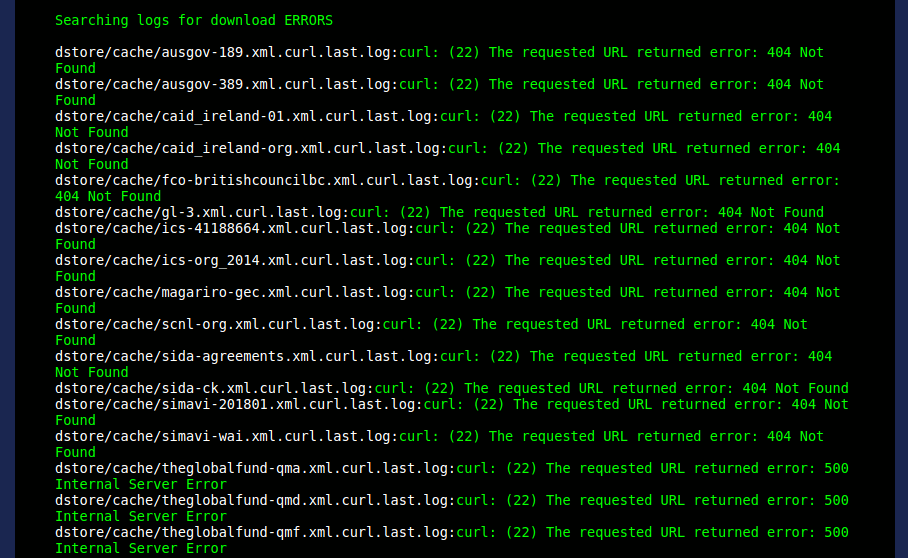 Searching logs for download ERRORS
dstore/cache/ausgov-189.xml.curl.last.log:curl: (22) The requested URL returned error: 404 Not
Found
dstore/cache/ausgov-389.xml.curl.last.log:curl: (22) The requested URL returned error: 404 Not
Found
dstore/cache/caid_ireland-01.xml.curl.last.log:curl: (22) The requested URL returned error: 404
Not Found
dstore/cache/caid_ireland-org.xml.curl.last.log:curl: (22) The requested URL returned error: 404
Not Found
dstore/cache/fco-britishcouncilbc.xml.curl.last.log:curl: (22) The requested URL returned error:
404 Not Found
dstore/cache/gl-3.xml.curl.last.log:curl: (22) The requested URL returned error: 404 Not Found
dstore/cache/ics-41188664.xml.curl.last.log:curl: (22) The requested URL returned error: 404 Not
Found
dstore/cache/ics-org_2014.xml.curl.last.log:curl: (22) The requested URL returned error: 404 Not
Found
dstore/cache/magariro-gec.xml.curl.last.log:curl: (22) The requested URL returned error: 404 Not
Found
dstore/cache/scnl-org.xml.curl.last.log:curl: (22) The requested URL returned error: 404 Not
Found
dstore/cache/sida-agreements.xml.curl.last.log:curl: (22) The requested URL returned error: 404
Not Found
dstore/cache/sida-ck.xml.curl.last.log:curl: (22) The requested URL returned error: 404 Not Found
dstore/cache/simavi-201801.xml.curl.last.log:curl: (22) The requested URL returned error: 404 Not
Found
dstore/cache/simavi-wai.xml.curl.last.log:curl: (22) The requested URL returned error: 404 Not
Found
dstore/cache/theglobalfund-qma.xml.curl.last.log:curl: (22) The requested URL returned error: 500
Internal Server Error
dstore/cache/theglobalfund-qmd.xml.curl.last.log:curl: (22) The requested URL returned error: 500
Internal Server Error
dstore/cache/theglobalfund-qmf.xml.curl.last.log:curl: (22) The requested URL returned error: 500
Internal Server Error